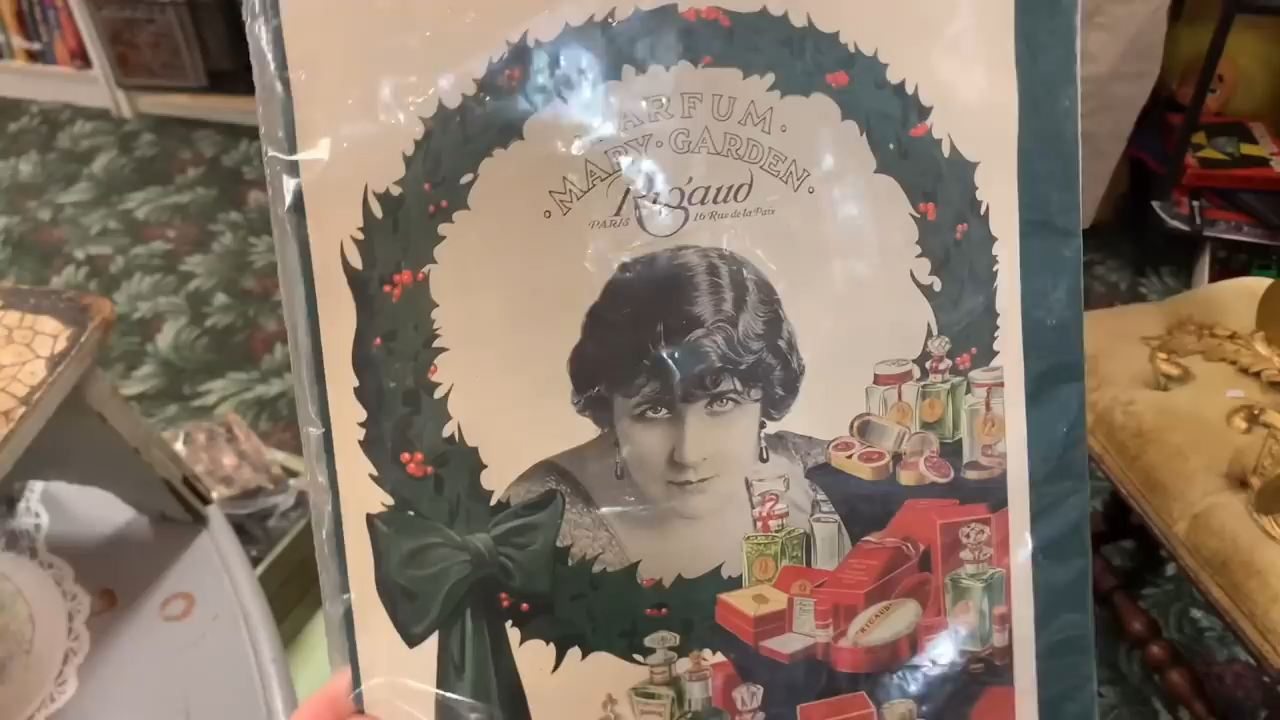 PARFUM·
·MARY·GARDEN·
Rigaud
PARIS 16 Rue de la Paix
RIGAUD